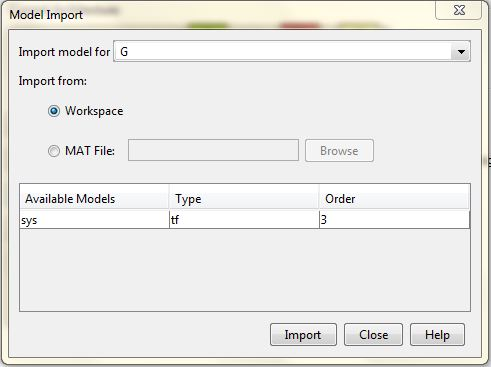 Model Import
Import model for G
Import from:
Workspace
MAT File: Browse
Available Models Type Order
sys tf 3
Import Close Help